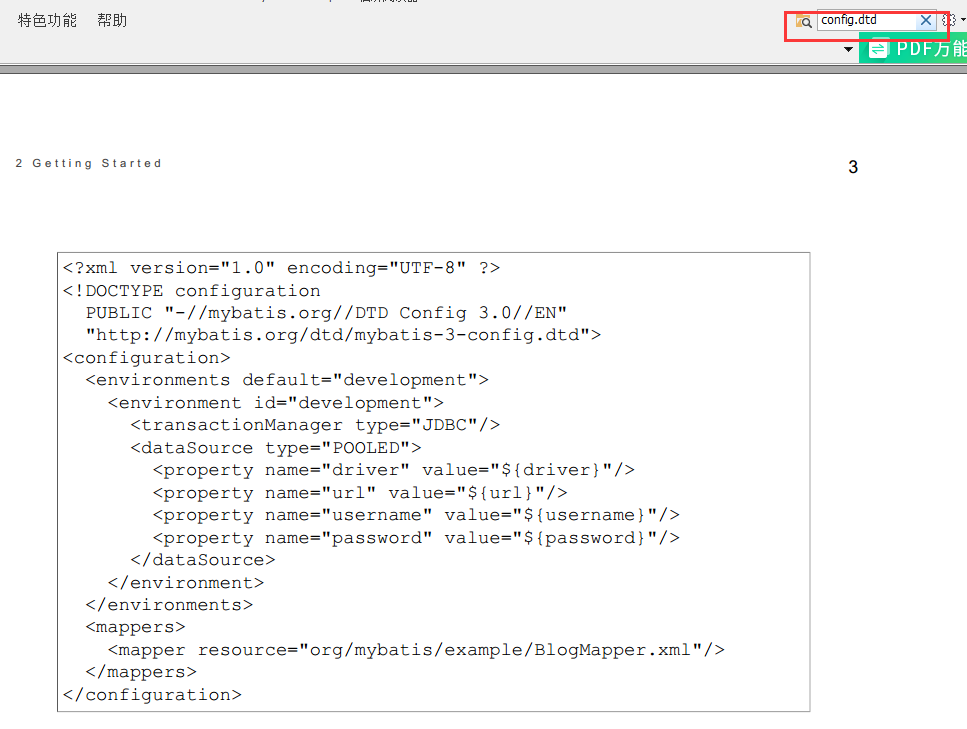 特色功能 帮助
config.dtd
PDF万能
2 Getting Started
3
<?xml version="1.0" encoding="UTF-8" ?>
<!DOCTYPE configuration
PUBLIC "-//mybatis.org//DTD Config 3.0//EN"
"http://mybatis.org/dtd/mybatis-3-config.dtd">
<configuration>
<environments default="development">
<environment id="development">
<transactionManager type="JDBC"/>
<dataSource type="POOLED">
<property name="driver" value="${driver}"/>
<property name="url" value="${url}"/>
<property name="username" value="${username}"/>
<property name="password" value="${password}"/>
</dataSource>
</environment>
</environments>
<mappers>
<mapper resource="org/mybatis/example/BlogMapper.xml"/>
</mappers>
</configuration>